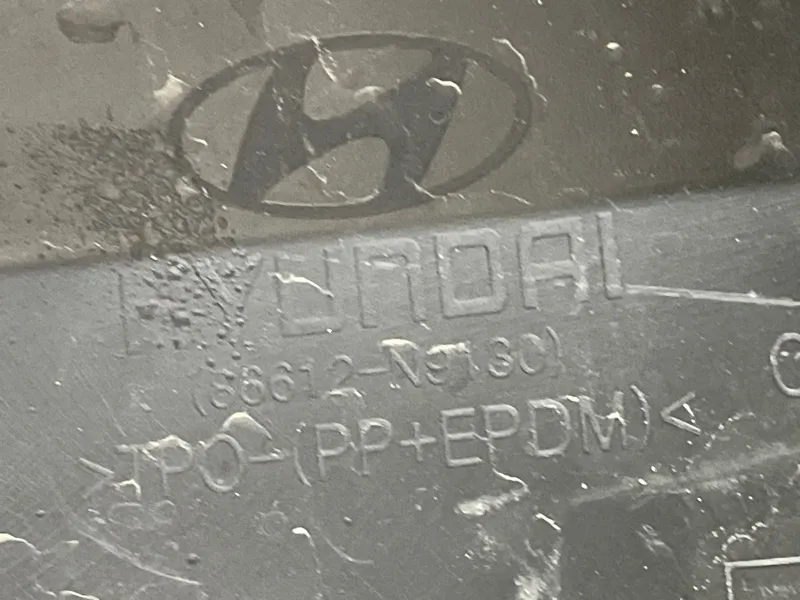 HYUNDAI
(86612-N9130)
>TPO-(PP+EPDM)<